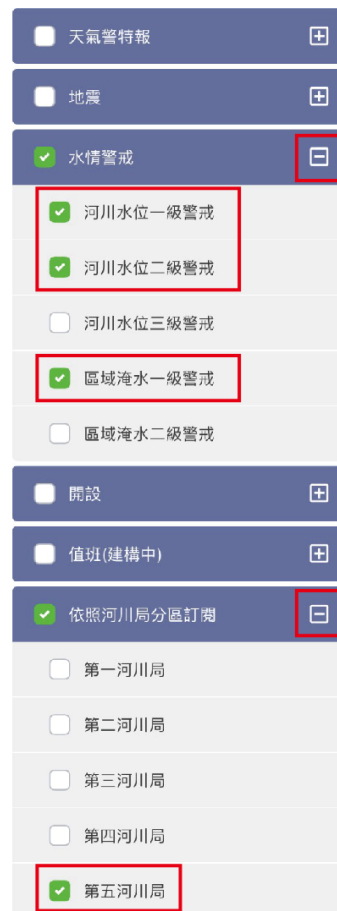 天氣警特報
地震
水情警戒
河川水位一級警戒
河川水位二級警戒
河川水位三級警戒
區域淹水一級警戒
區域淹水二級警戒
開設
值班(建構中)
依照河川局分區訂閱
第一河川局
第二河川局
第三河川局
第四河川局
第五河川局